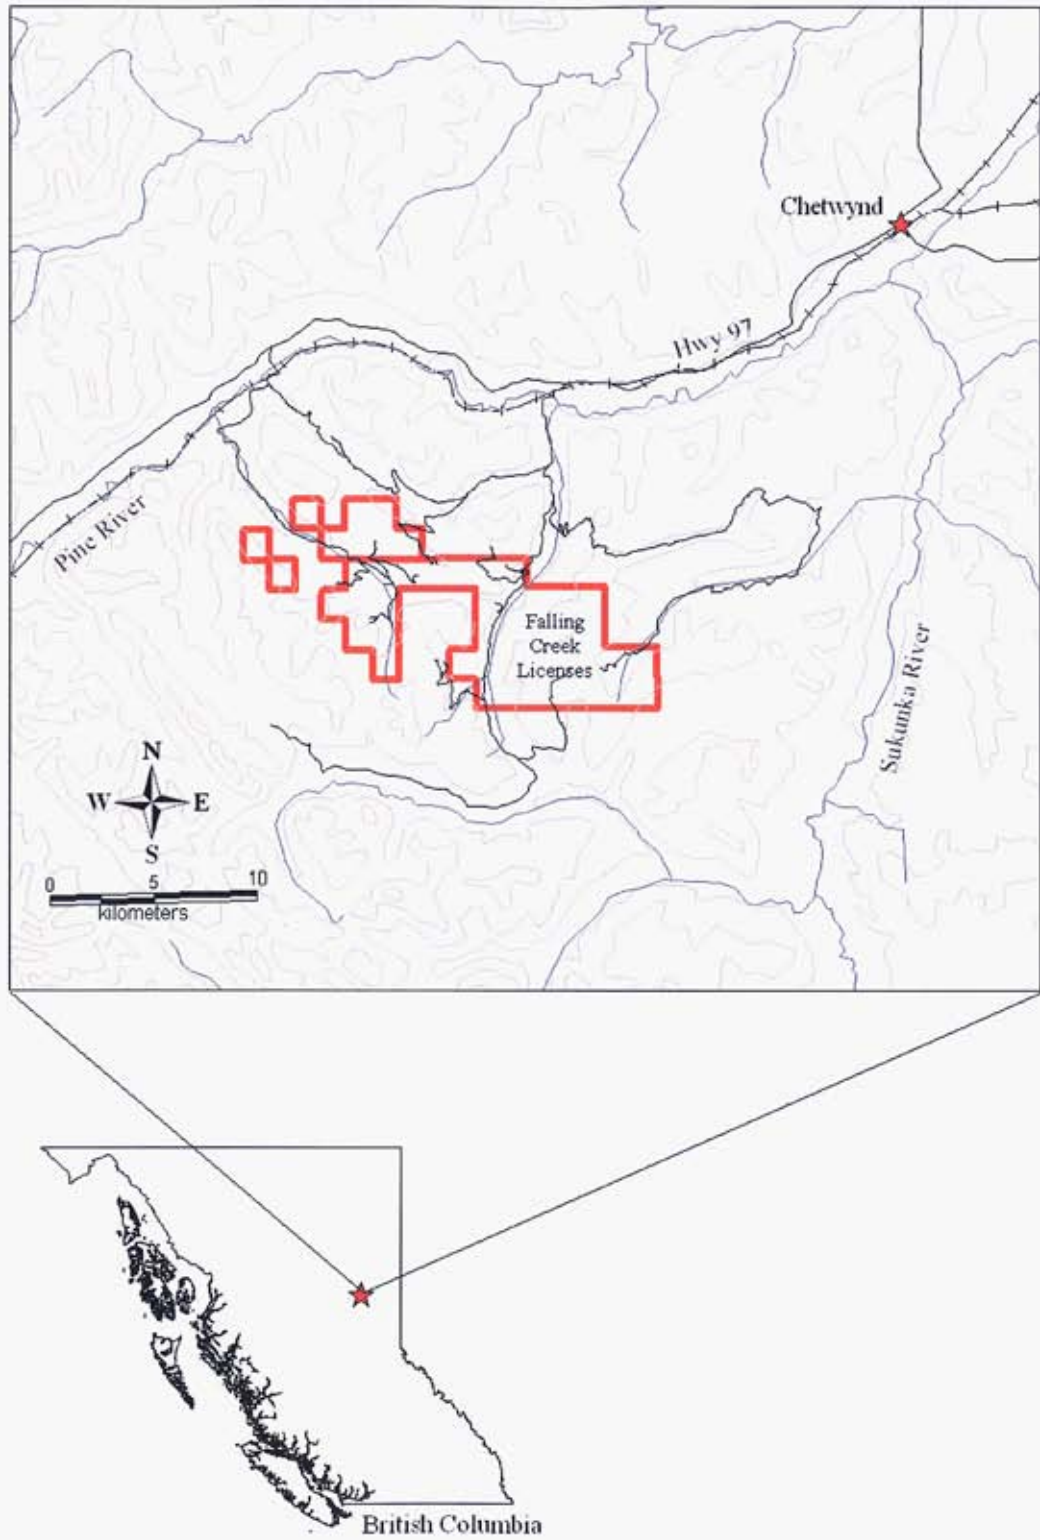 Chetwynd
Hwy 97
Pine River
Falling
Creek
Licenses
Sukunka River
N
W E
S
0 5 10
kilometers
British Columbia